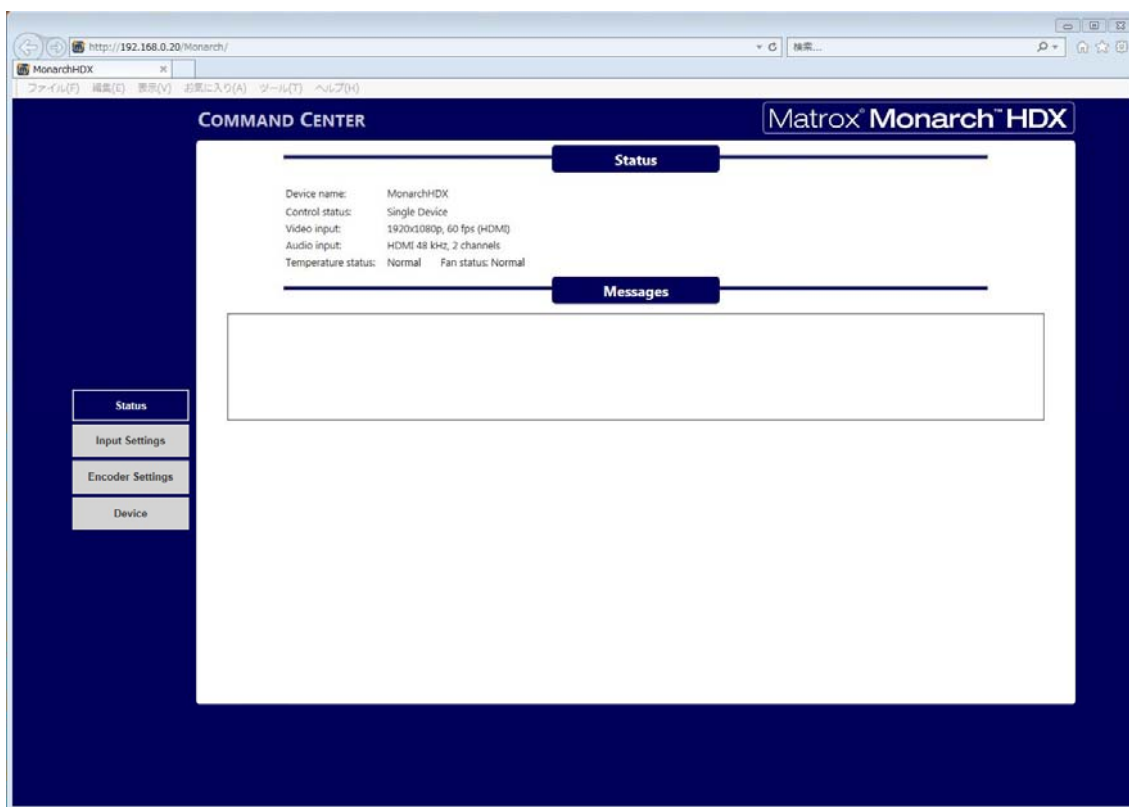 http://192.168.0.20/Monarch/
検索...
MonarchHDX
ファイル(F) 編集(E) 表示(V) お気に入り(A) ツール(T) ヘルプ(H)
COMMAND CENTER
Matrox® Monarch™ HDX
Status
Device name: MonarchHDX
Control status: Single Device
Video input: 1920x1080p, 60 fps (HDMI)
Audio input: HDMI 48 kHz, 2 channels
Temperature status: Normal Fan status: Normal
Messages
Status
Input Settings
Encoder Settings
Device